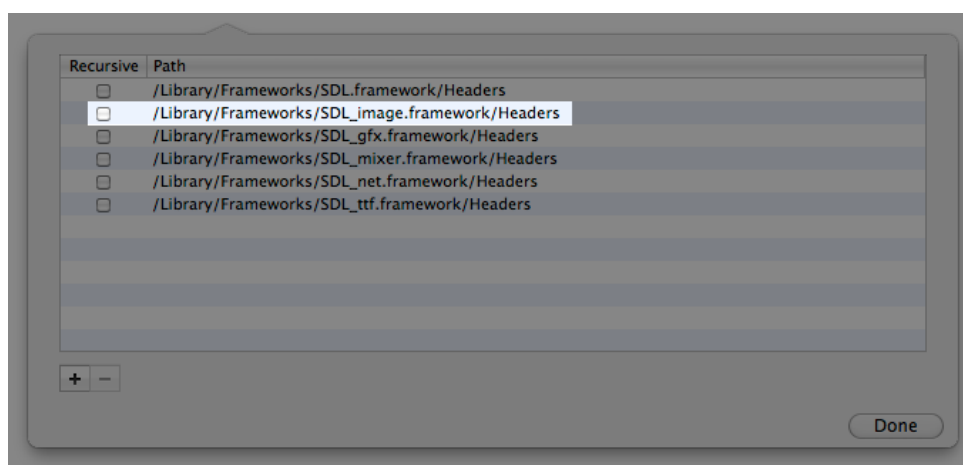 Recursive Path
/Library/Frameworks/SDL.framework/Headers
/Library/Frameworks/SDL_image.framework/Headers
/Library/Frameworks/SDL_gfx.framework/Headers
/Library/Frameworks/SDL_mixer.framework/Headers
/Library/Frameworks/SDL_net.framework/Headers
/Library/Frameworks/SDL_ttf.framework/Headers
+ −
Done